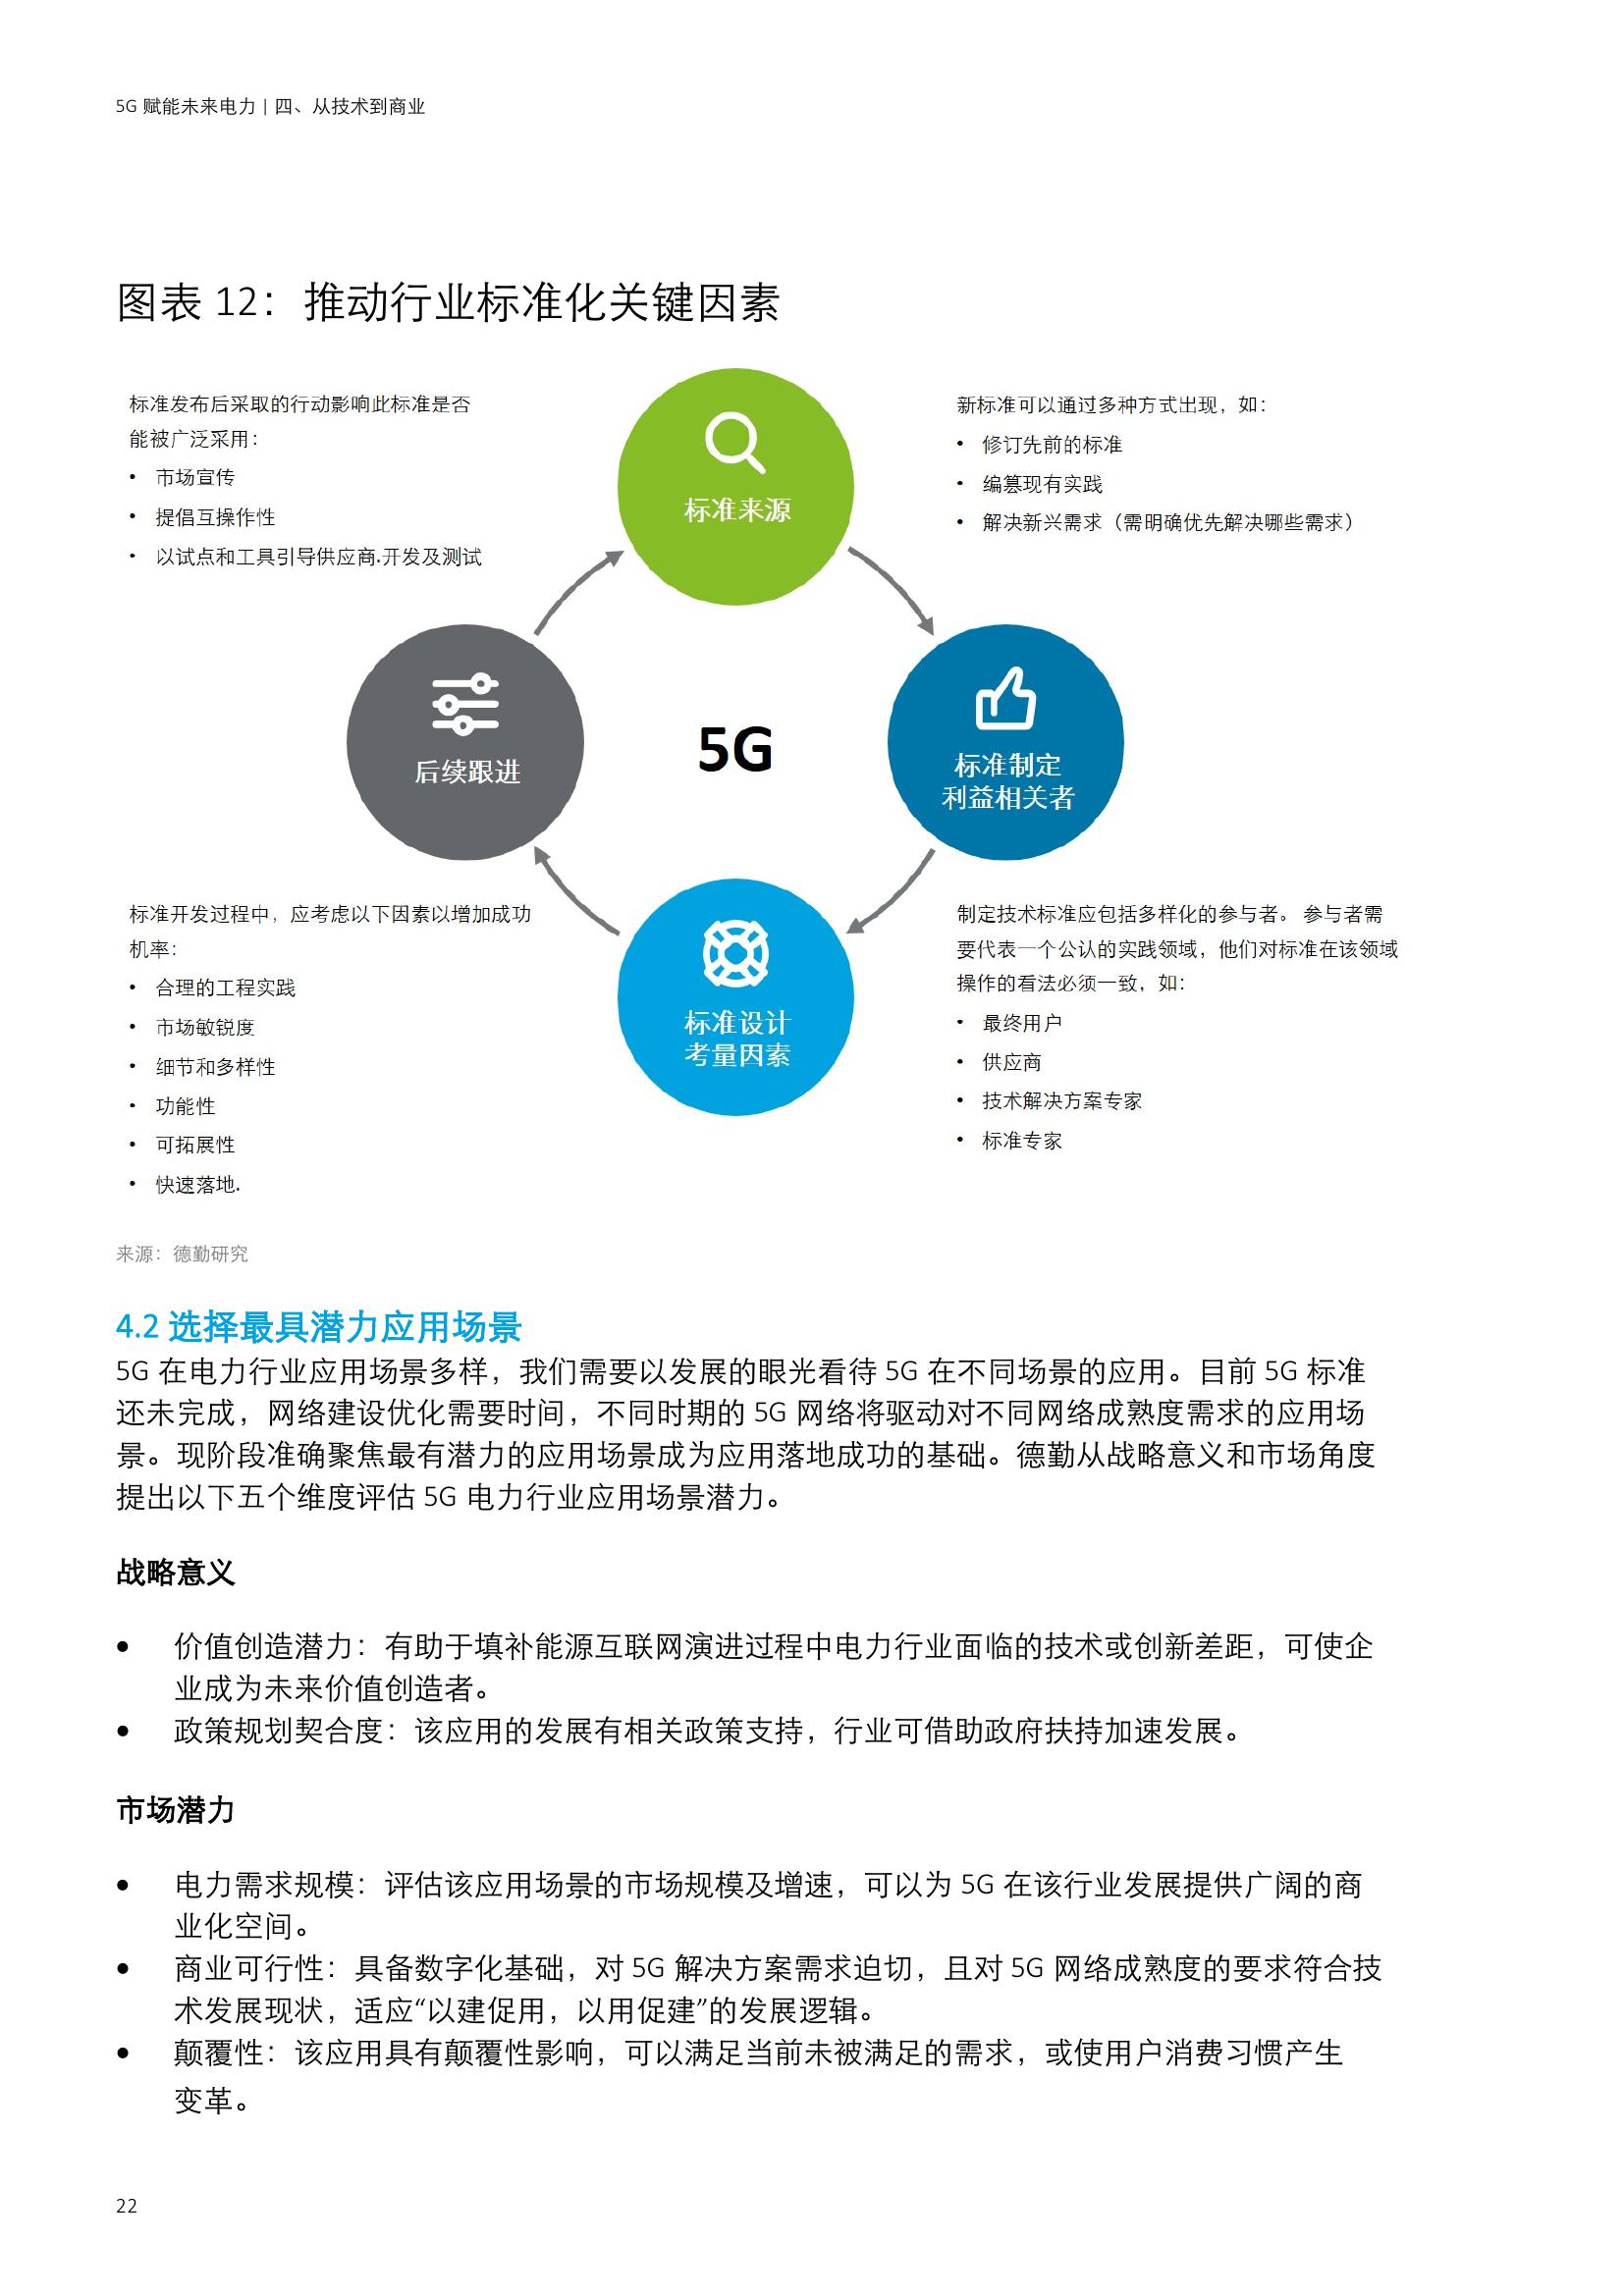 5G 赋能未来电力 | 四、从技术到商业
图表 12：推动行业标准化关键因素
标准发布后采取的行动影响此标准是否
能被广泛采用：
• 市场宣传
• 提倡互操作性
• 以试点和工具引导供应商.开发及测试
标准来源
新标准可以通过多种方式出现，如：
• 修订先前的标准
• 编篡现有实践
• 解决新兴需求（需明确优先解决哪些需求）
后续跟进
5G
标准制定
利益相关者
标准开发过程中，应考虑以下因素以增加成功
机率：
• 合理的工程实践
• 市场敏锐度
• 细节和多样性
• 功能性
• 可拓展性
• 快速落地.
标准设计
考量因素
制定技术标准应包括多样化的参与者。 参与者需
要代表一个公认的实践领域，他们对标准在该领域
操作的看法必须一致，如：
• 最终用户
• 供应商
• 技术解决方案专家
• 标准专家
来源：德勤研究
4.2 选择最具潜力应用场景
5G 在电力行业应用场景多样，我们需要以发展的眼光看待 5G 在不同场景的应用。目前 5G 标准
还未完成，网络建设优化需要时间，不同时期的 5G 网络将驱动对不同网络成熟度需求的应用场
景。现阶段准确聚焦最有潜力的应用场景成为应用落地成功的基础。德勤从战略意义和市场角度
提出以下五个维度评估 5G 电力行业应用场景潜力。
战略意义
• 价值创造潜力：有助于填补能源互联网演进过程中电力行业面临的技术或创新差距，可使企
业成为未来价值创造者。
• 政策规划契合度：该应用的发展有相关政策支持，行业可借助政府扶持加速发展。
市场潜力
• 电力需求规模：评估该应用场景的市场规模及增速，可以为 5G 在该行业发展提供广阔的商
业化空间。
• 商业可行性：具备数字化基础，对 5G 解决方案需求迫切，且对 5G 网络成熟度的要求符合技
术发展现状，适应“以建促用，以用促建”的发展逻辑。
• 颠覆性：该应用具有颠覆性影响，可以满足当前未被满足的需求，或使用户消费习惯产生
变革。
22